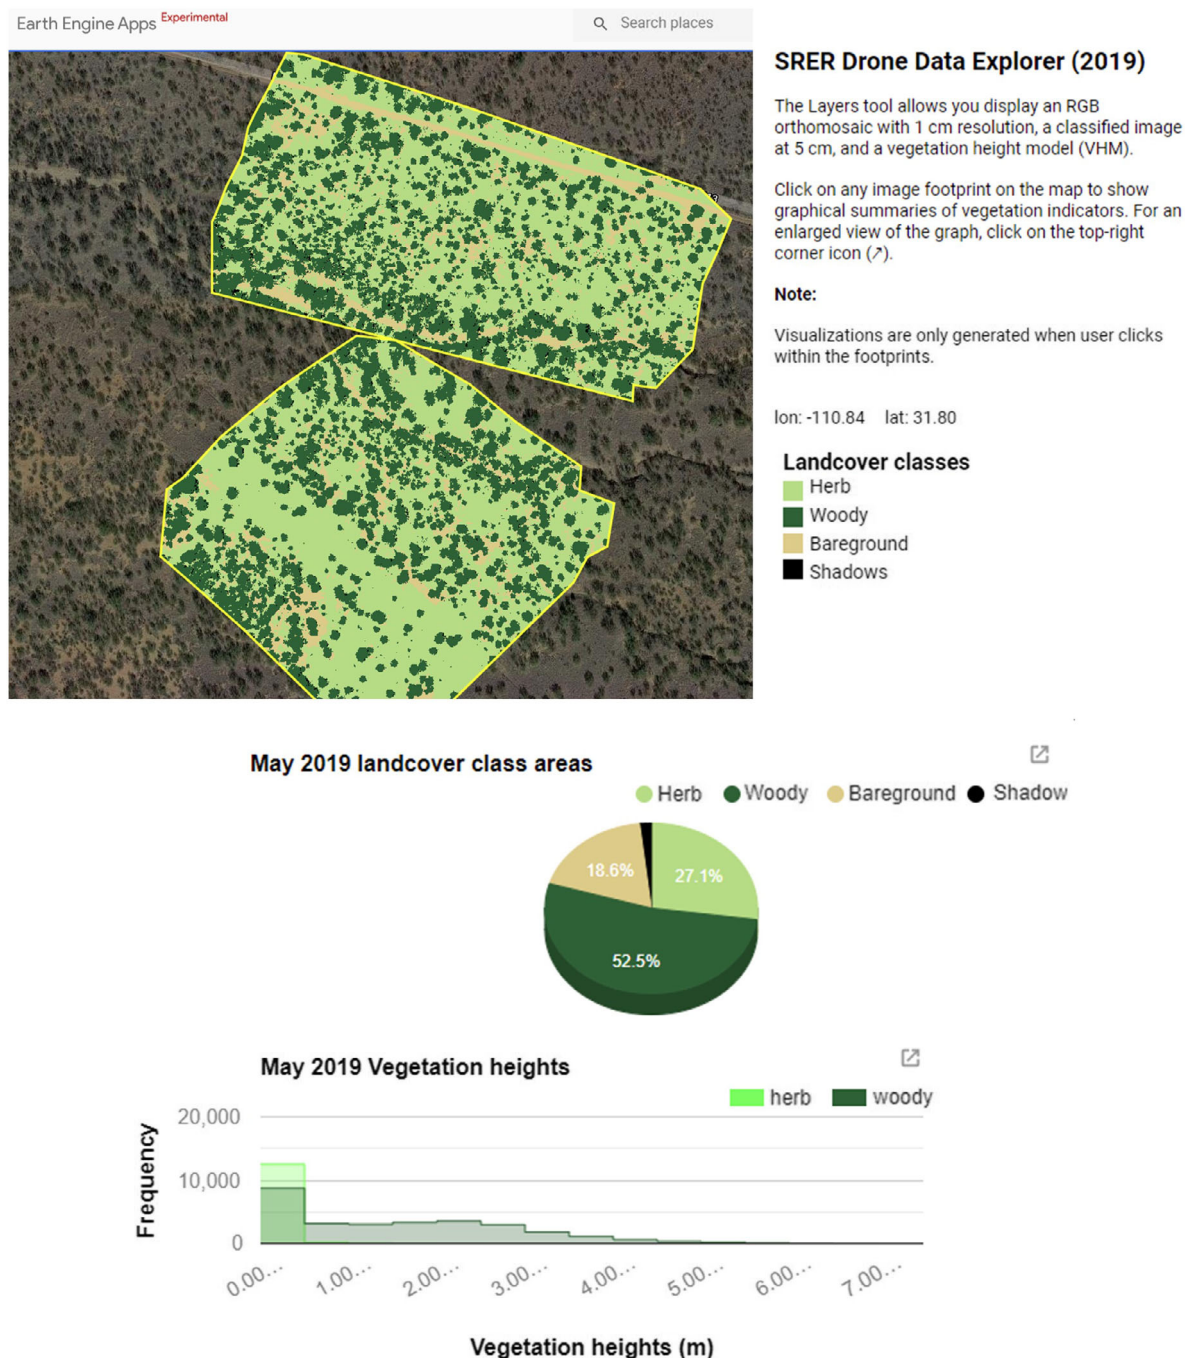 Earth Engine Apps Experimental
Search places
SRER Drone Data Explorer (2019)
The Layers tool allows you display an RGB
orthomosaic with 1 cm resolution, a classified image
at 5 cm, and a vegetation height model (VHM).
Click on any image footprint on the map to show
graphical summaries of vegetation indicators. For an
enlarged view of the graph, click on the top-right
corner icon (↗).
Note:
Visualizations are only generated when user clicks
within the footprints.
lon: -110.84 lat: 31.80
Landcover classes
Herb
Woody
Bareground
Shadows
May 2019 landcover class areas
Herb Woody Bareground Shadow
18.6% 27.1%
52.5%
May 2019 Vegetation heights
herb woody
Frequency
20,000
10,000
0
0.00... 1.00... 2.00... 3.00... 4.00... 5.00... 6.00... 7.00...
Vegetation heights (m)